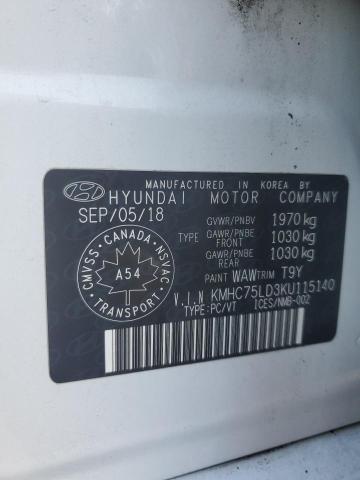 MANUFACTURED IN KOREA BY
HYUNDAI MOTOR COMPANY
SEP/05/18
GVWR/PNBV 1970 kg
TYPE GAWR/PNBE FRONT 1030 kg
GAWR/PNBE REAR 1030 kg
PAINT WAW TRIM T9Y
V.I.N KMHC75LD3KU115140
TYPE:PC/VT ICES/NMB-002
CMVSS · CANADA · NSVAC
A54
TRANSPORT